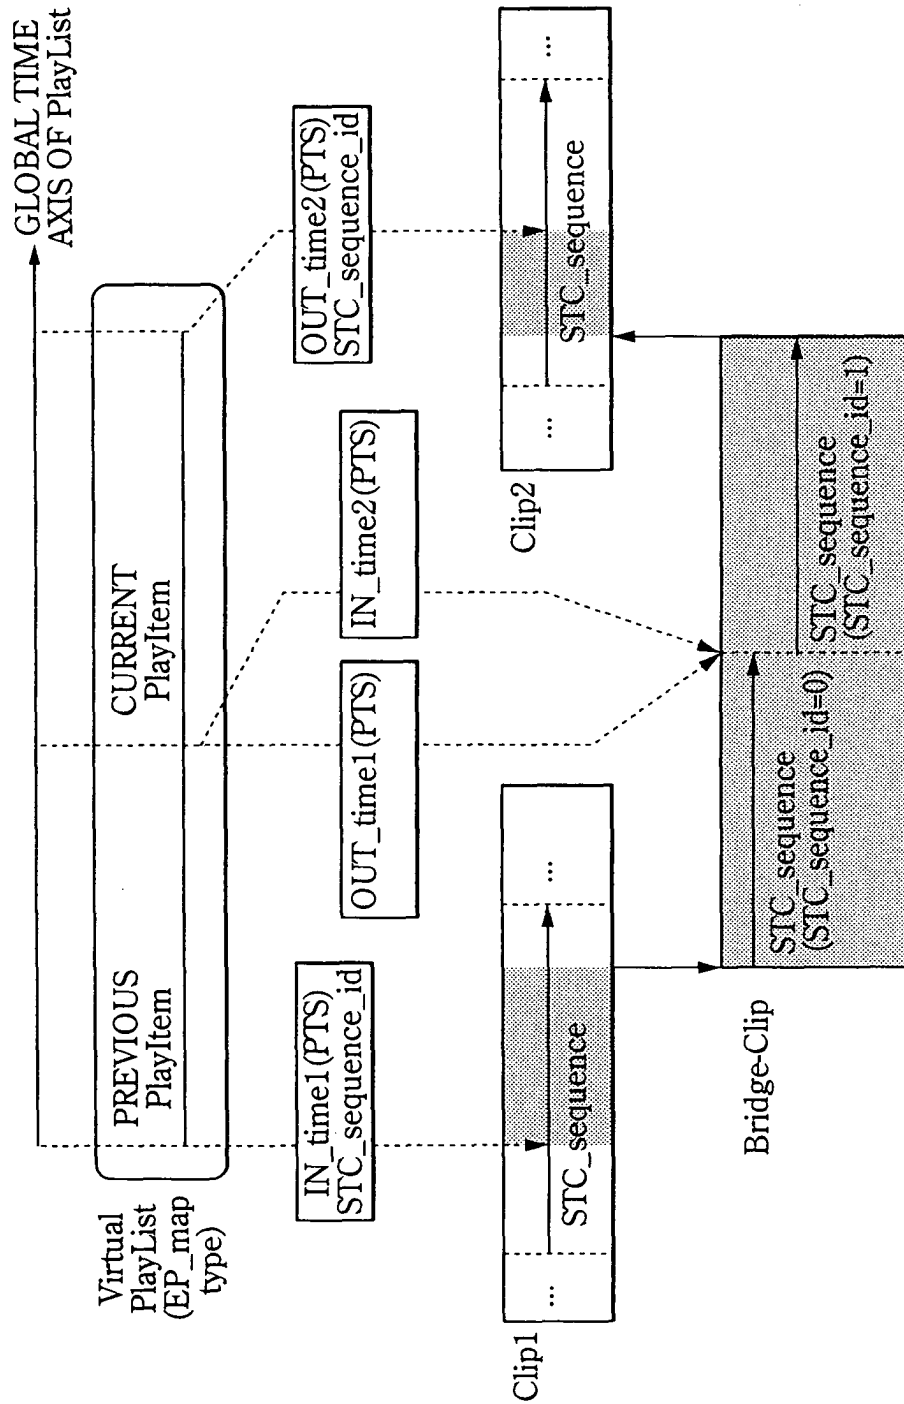 GLOBAL TIME
AXIS OF PlayList
Virtual
PlayList
(EP_map
type)
PREVIOUS
PlayItem
CURRENT
PlayItem
IN_time1(PTS)
STC_sequence_id
OUT_time1(PTS)
IN_time2(PTS)
OUT_time2(PTS)
STC_sequence_id
Clip1
...
STC_sequence
...
Clip2
...
STC_sequence
...
Bridge-Clip
STC_sequence
(STC_sequence_id=0)
STC_sequence
(STC_sequence_id=1)